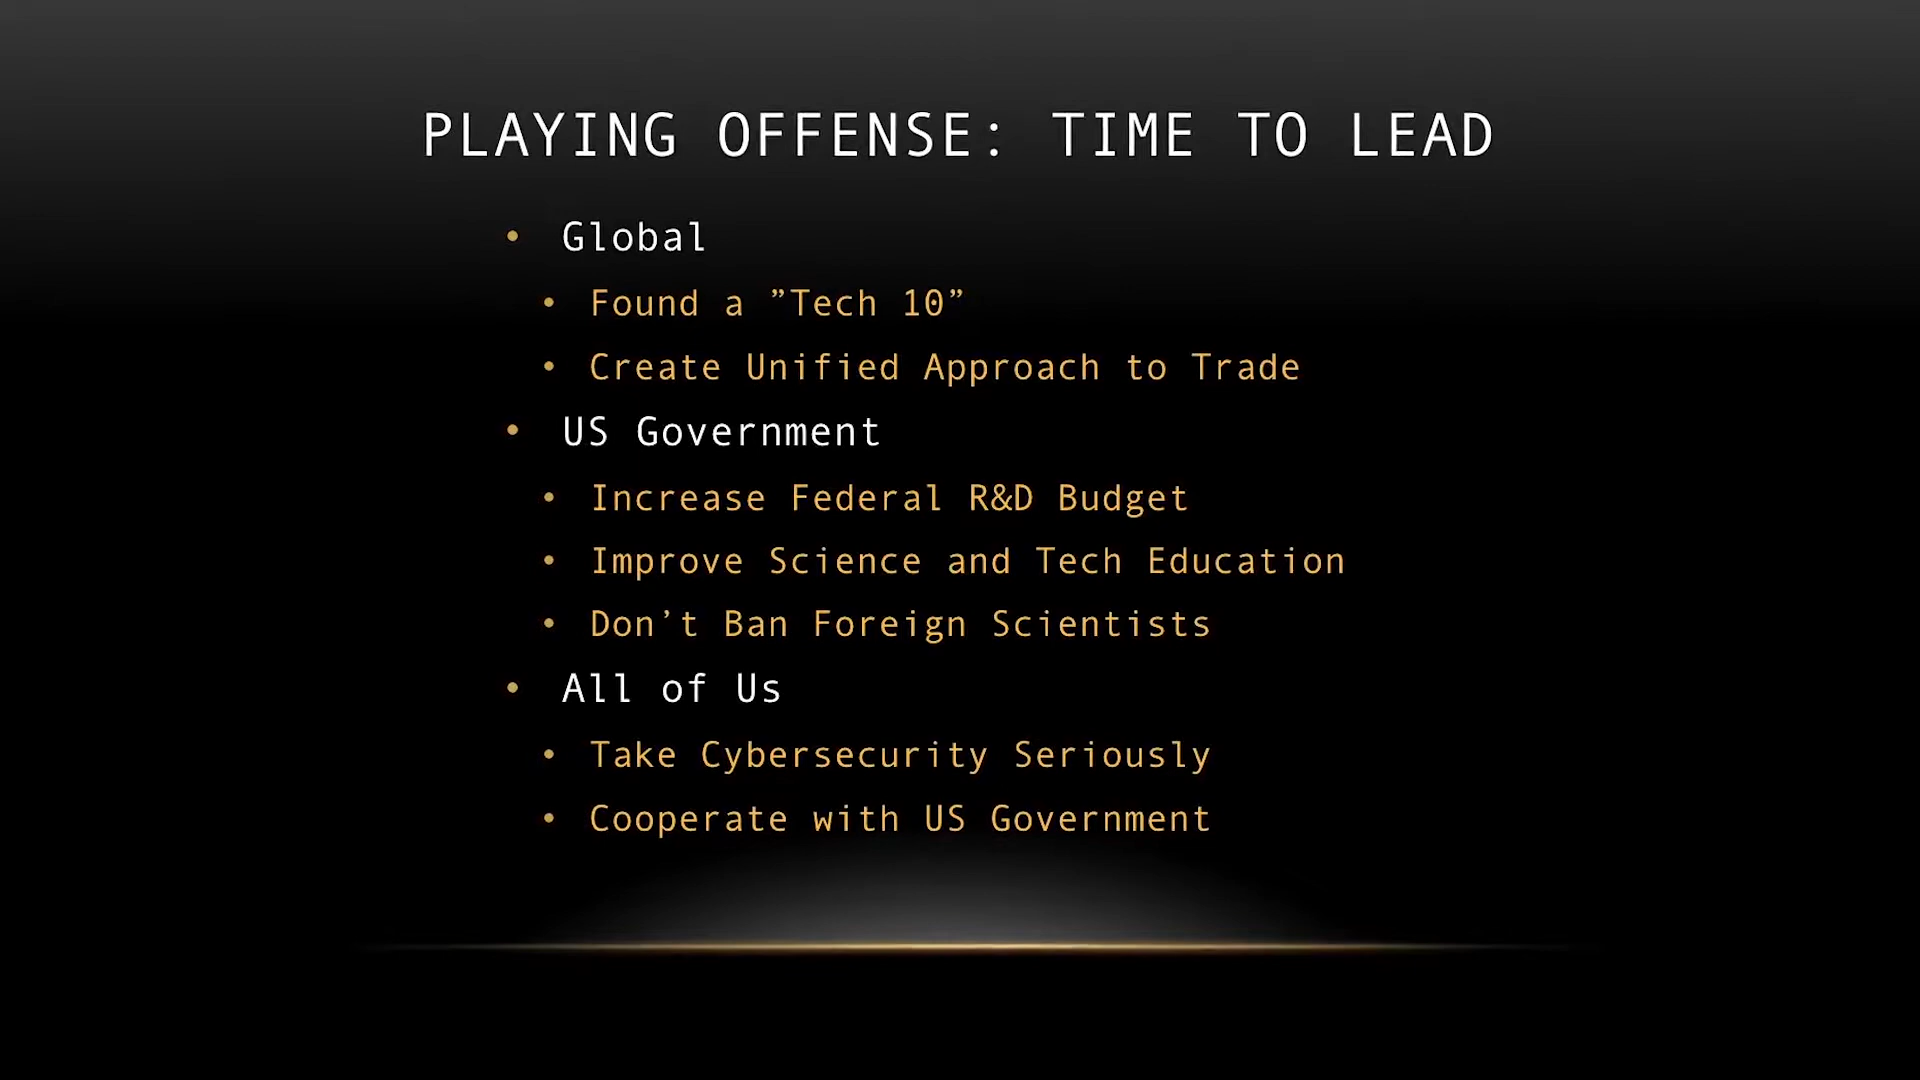 PLAYING OFFENSE: TIME TO LEAD
• Global
• Found a ”Tech 10”
• Create Unified Approach to Trade
• US Government
• Increase Federal R&D Budget
• Improve Science and Tech Education
• Don’t Ban Foreign Scientists
• All of Us
• Take Cybersecurity Seriously
• Cooperate with US Government